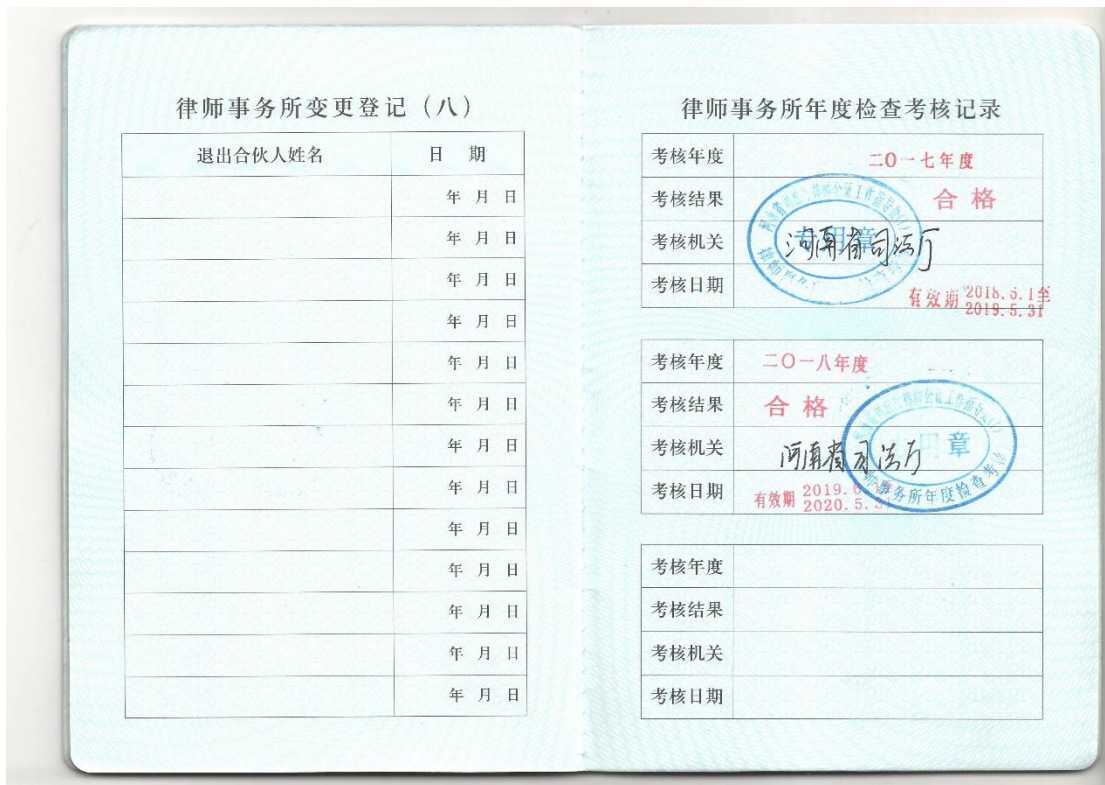 律师事务所变更登记（八）
退出合伙人姓名 日 期
年 月 日
年 月 日
年 月 日
年 月 日
年 月 日
年 月 日
年 月 日
年 月 日
年 月 日
年 月 日
年 月 日
年 月 日
年 月 日
律师事务所年度检查考核记录
考核年度 二〇一七年度
考核结果 合格
考核机关 河南省司法厅
专用章
考核日期 有效期 2018.6.1至
2019.5.31
考核年度 二〇一八年度
考核结果 合格
考核机关 河南省司法厅
用章
师事务所年度检查考
考核日期 有效期 2019.6
2020.5.31
考核年度
考核结果
考核机关
考核日期